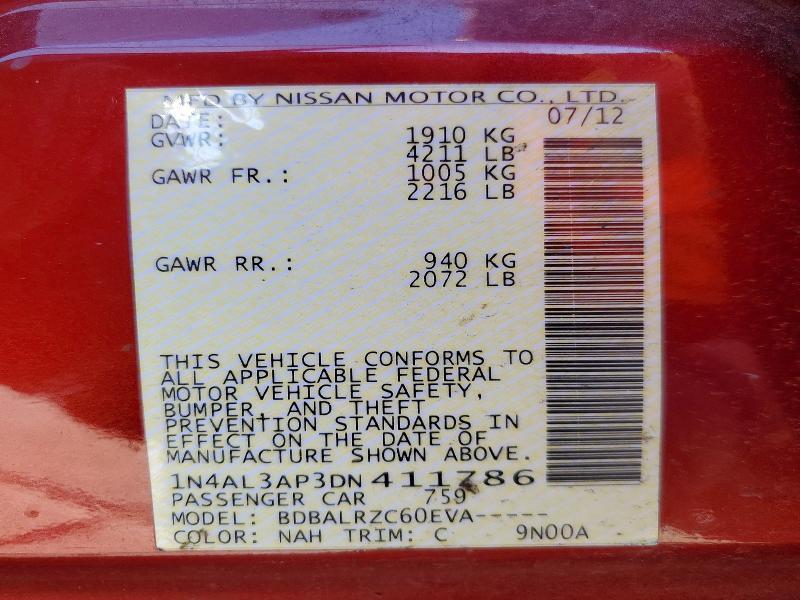 MFD BY NISSAN MOTOR CO., LTD.
DATE: 07/12
GVWR: 1910 KG
4211 LB
GAWR FR.: 1005 KG
2216 LB
GAWR RR.: 940 KG
2072 LB
THIS VEHICLE CONFORMS TO
ALL APPLICABLE FEDERAL
MOTOR VEHICLE SAFETY,
BUMPER, AND THEFT
PREVENTION STANDARDS IN
EFFECT ON THE DATE OF
MANUFACTURE SHOWN ABOVE.
1N4AL3AP3DN411786
PASSENGER CAR 759
MODEL: BDBALRZC60EVA-----
COLOR: NAH TRIM: C 9N00A